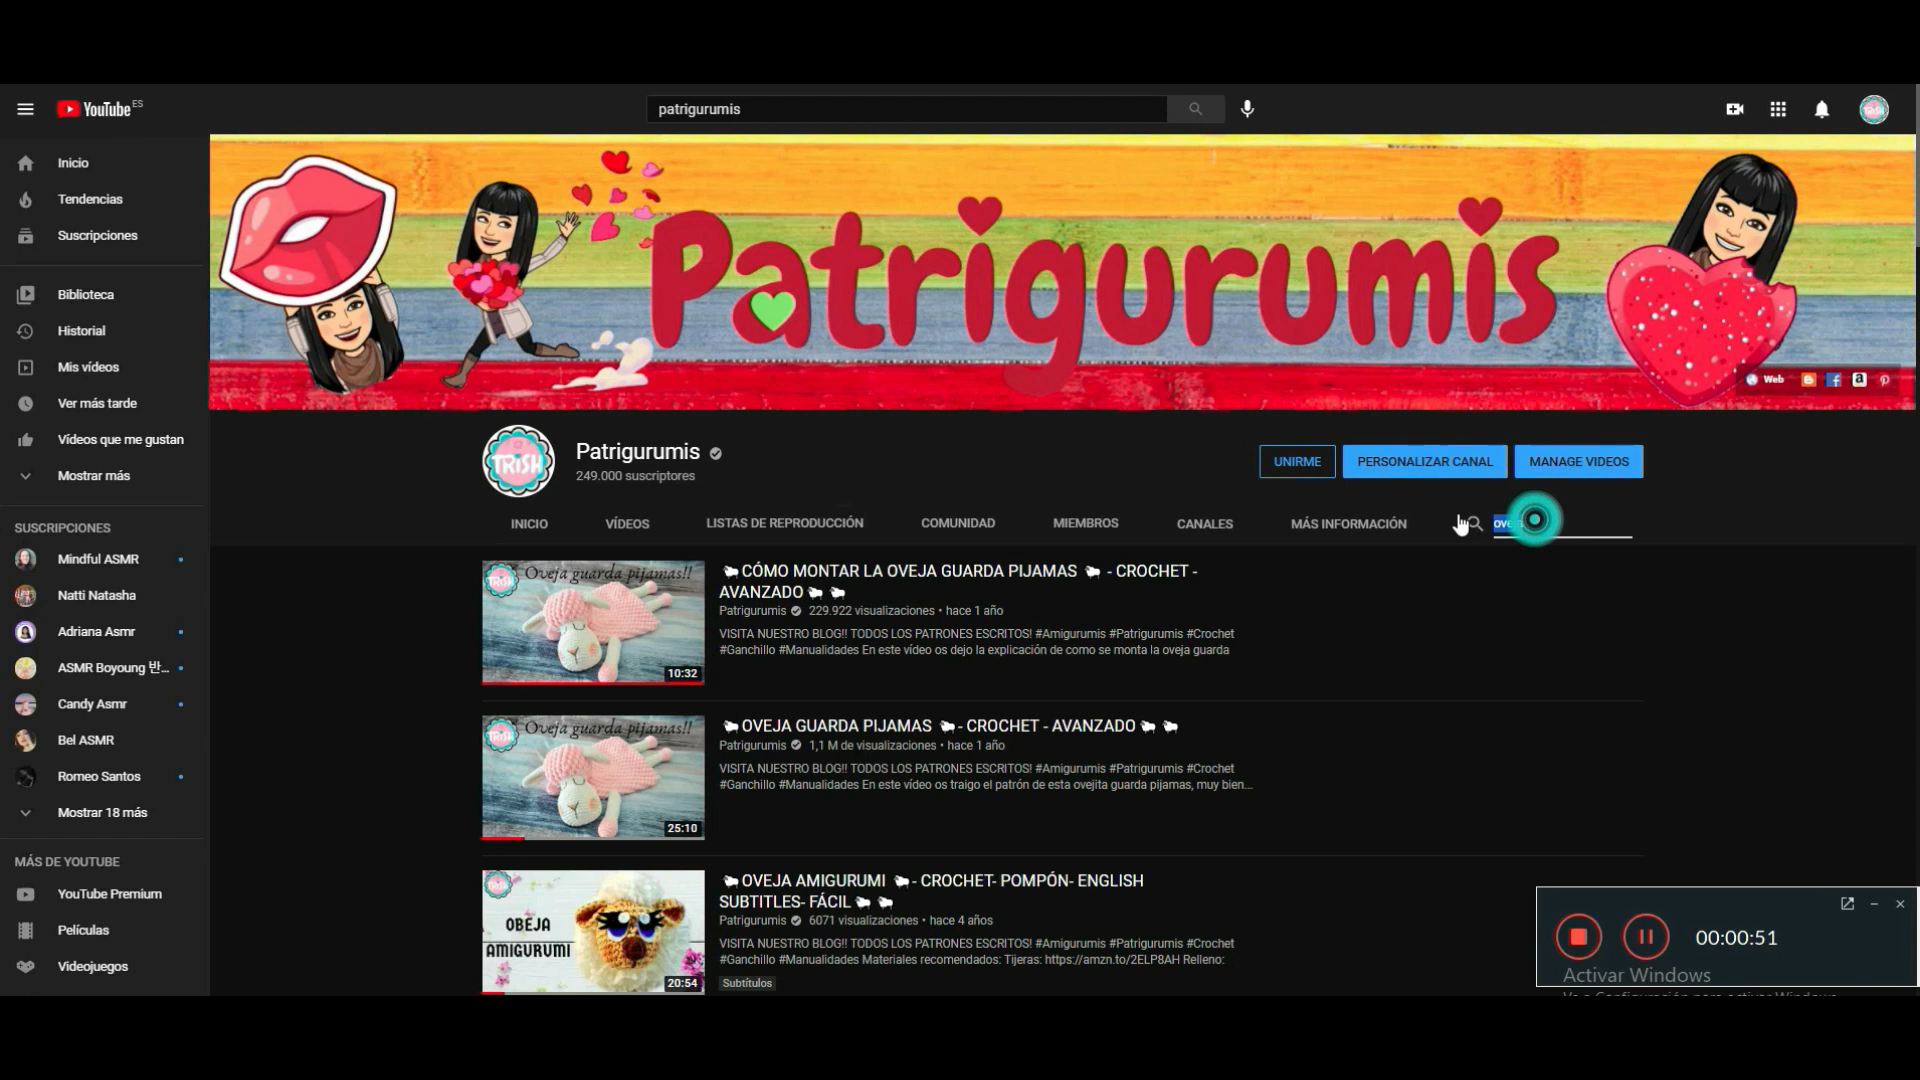 YouTube ES
patrigurumis
Inicio
Tendencias
Suscripciones
Biblioteca
Historial
Mis vídeos
Ver más tarde
Vídeos que me gustan
Mostrar más
SUSCRIPCIONES
Mindful ASMR
Natti Natasha
Adriana Asmr
ASMR Boyoung 반...
Candy Asmr
Bel ASMR
Romeo Santos
Mostrar 18 más
MÁS DE YOUTUBE
YouTube Premium
Películas
Videojuegos
Patrigurumis
Web
TRISH
Patrigurumis
249.000 suscriptores
UNIRME
PERSONALIZAR CANAL
MANAGE VIDEOS
INICIO
VÍDEOS
LISTAS DE REPRODUCCIÓN
COMUNIDAD
MIEMBROS
CANALES
MÁS INFORMACIÓN
Oveja guarda pijamas!!
10:32
🐑CÓMO MONTAR LA OVEJA GUARDA PIJAMAS 🐑 - CROCHET -
AVANZADO🐑 🐑
Patrigurumis 229.922 visualizaciones • hace 1 año
VISITA NUESTRO BLOG!! TODOS LOS PATRONES ESCRITOS! #Amigurumis #Patrigurumis #Crochet
#Ganchillo #Manualidades En este vídeo os dejo la explicación de como se monta la oveja guarda
Oveja guarda pijamas!!
25:10
🐑OVEJA GUARDA PIJAMAS 🐑- CROCHET - AVANZADO🐑 🐑
Patrigurumis 1,1 M de visualizaciones • hace 1 año
VISITA NUESTRO BLOG!! TODOS LOS PATRONES ESCRITOS! #Amigurumis #Patrigurumis #Crochet
#Ganchillo #Manualidades En este vídeo os traigo el patrón de esta ovejita guarda pijamas, muy bien...
OBEJA
AMIGURUMI
20:54
🐑OVEJA AMIGURUMI 🐑- CROCHET- POMPÓN- ENGLISH
SUBTITLES- FÁCIL🐑 🐑
Patrigurumis 6071 visualizaciones • hace 4 años
VISITA NUESTRO BLOG!! TODOS LOS PATRONES ESCRITOS! #Amigurumis #Patrigurumis #Crochet
#Ganchillo #Manualidades Materiales recomendados: Tijeras: https://amzn.to/2ELP8AH Relleno:
Subtítulos
00:00:51
Activar Windows